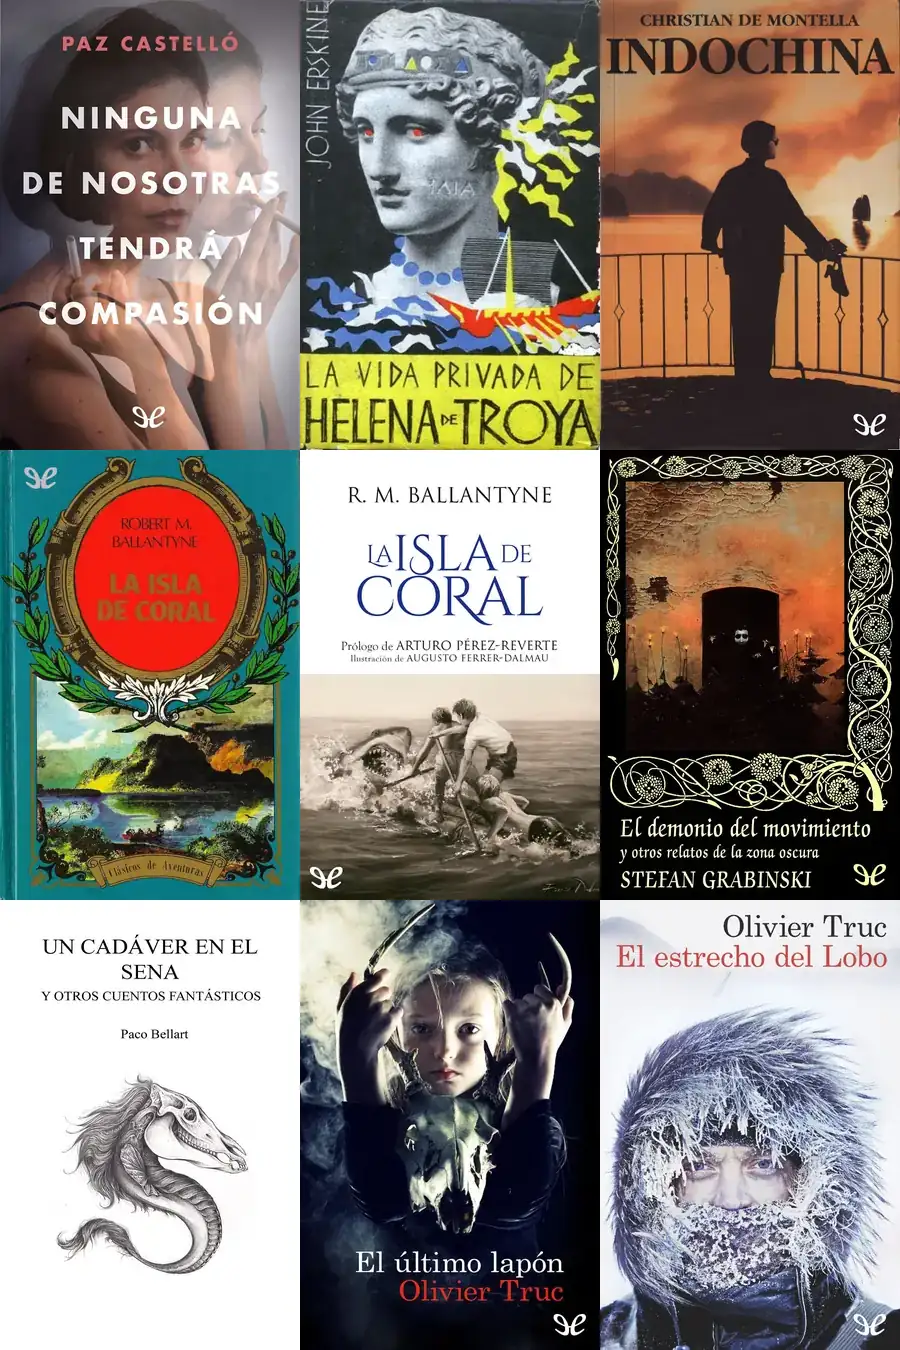 PAZ CASTELLÓ
NINGUNA
DE NOSOTRAS
TENDRÁ
COMPASIÓN
JOHN ERSKINE
LA VIDA PRIVADA DE
HELENA DE TROYA
CHRISTIAN DE MONTELLA
INDOCHINA
ROBERT M.
BALLANTYNE
LA ISLA
DE CORAL
Clásicos de Aventuras
R. M. BALLANTYNE
LA ISLA DE
CORAL
Prólogo de ARTURO PÉREZ-REVERTE
Ilustración de AUGUSTO FERRER-DALMAU
El demonio del movimiento
y otros relatos de la zona oscura
STEFAN GRABINSKI
UN CADÁVER EN EL
SENA
Y OTROS CUENTOS FANTÁSTICOS
Paco Bellart
El último lapón
Olivier Truc
Olivier Truc
El estrecho del Lobo